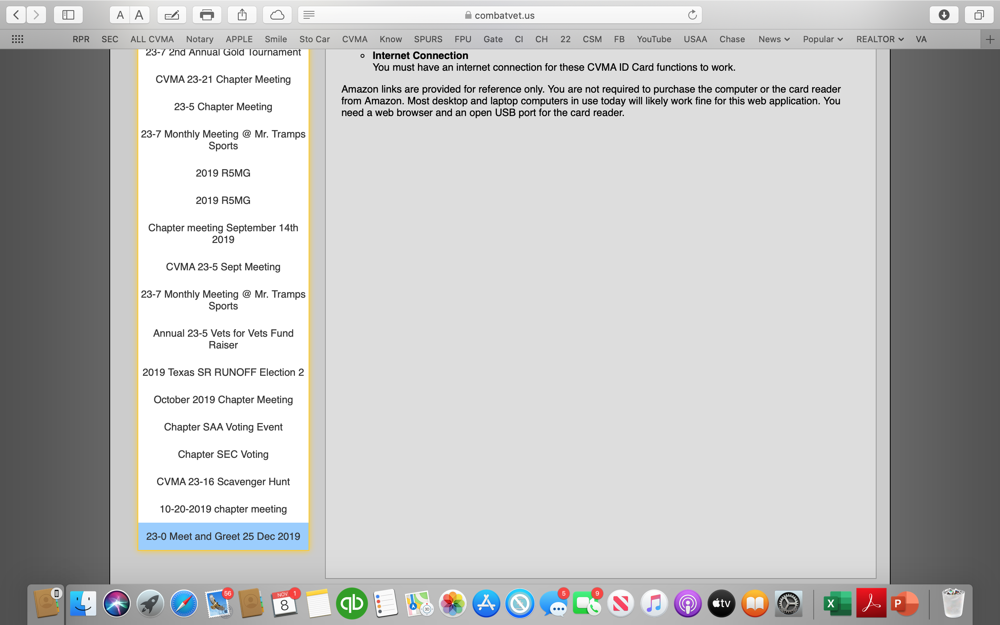 A A
combatvet.us
RPR SEC ALL CVMA Notary APPLE Smile Sto Car CVMA Know SPURS FPU Gate CI CH 22 CSM FB YouTube USAA Chase News Popular REALTOR VA
23-7 2nd Annual Gold Tournament
CVMA 23-21 Chapter Meeting
23-5 Chapter Meeting
23-7 Monthly Meeting @ Mr. Tramps
Sports
2019 R5MG
2019 R5MG
Chapter meeting September 14th
2019
CVMA 23-5 Sept Meeting
23-7 Monthly Meeting @ Mr. Tramps
Sports
Annual 23-5 Vets for Vets Fund
Raiser
2019 Texas SR RUNOFF Election 2
October 2019 Chapter Meeting
Chapter SAA Voting Event
Chapter SEC Voting
CVMA 23-16 Scavenger Hunt
10-20-2019 chapter meeting
23-0 Meet and Greet 25 Dec 2019
Internet Connection
You must have an internet connection for these CVMA ID Card functions to work.
Amazon links are provided for reference only. You are not required to purchase the computer or the card reader
from Amazon. Most desktop and laptop computers in use today will likely work fine for this web application. You
need a web browser and an open USB port for the card reader.
56
NOV
8
1
qb
3D
5
9
tv
X
P